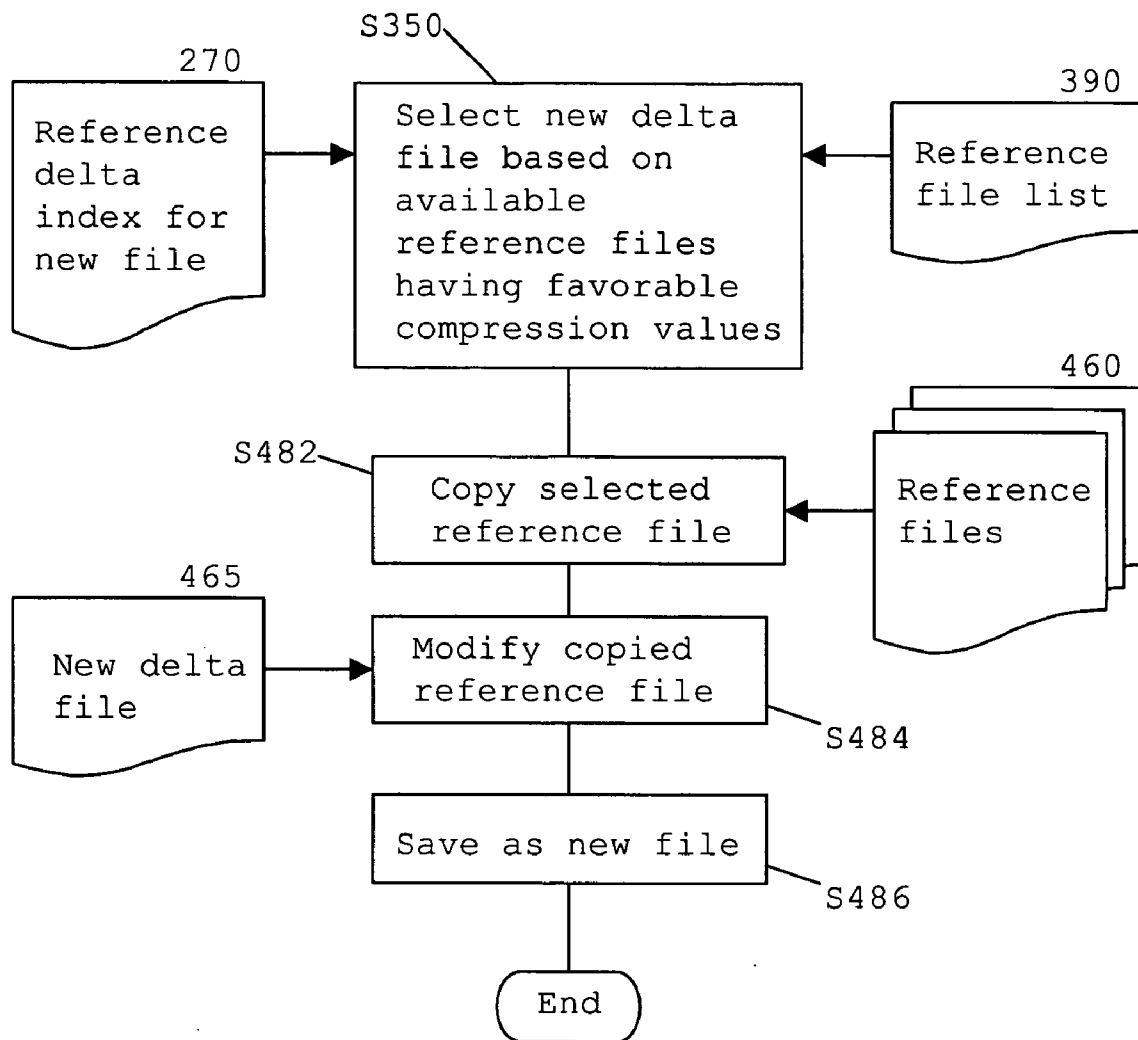 S350
270
390
Reference
delta
index for
new file
Select new delta
file based on
available
reference files
having favorable
compression values
Reference
file list
460
S482
Copy selected
reference file
Reference
files
465
New delta
file
Modify copied
reference file
S484
Save as new file
S486
End